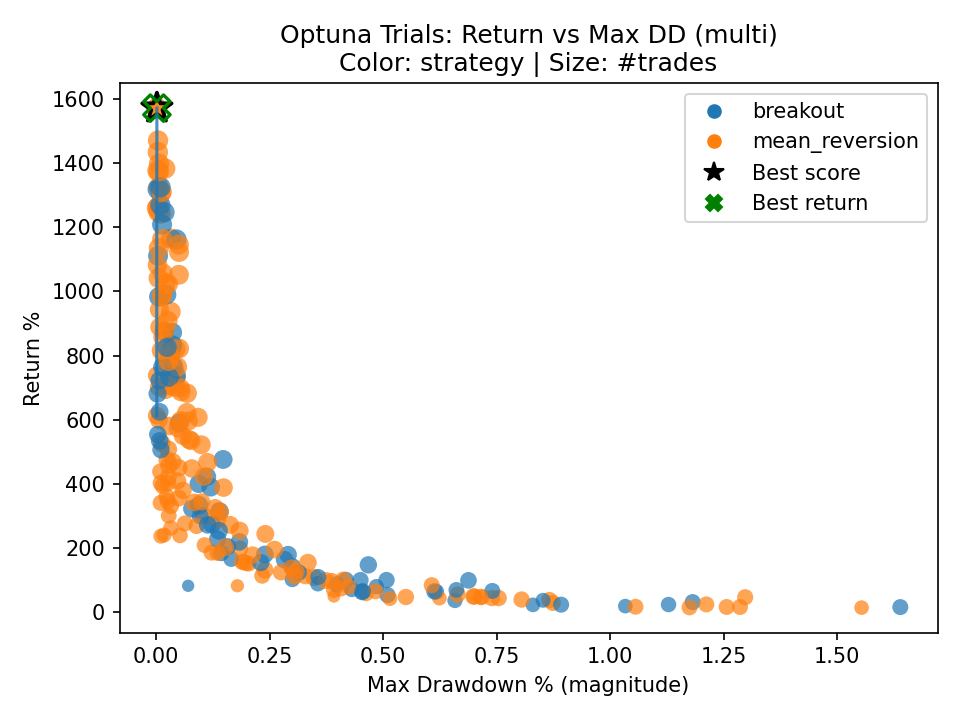 Optuna Trials: Return vs Max DD (multi)
Color: strategy | Size: #trades
breakout
mean_reversion
Best score
Best return
Return %
1600
1400
1200
1000
800
600
400
200
0
0.00 0.25 0.50 0.75 1.00 1.25 1.50
Max Drawdown % (magnitude)